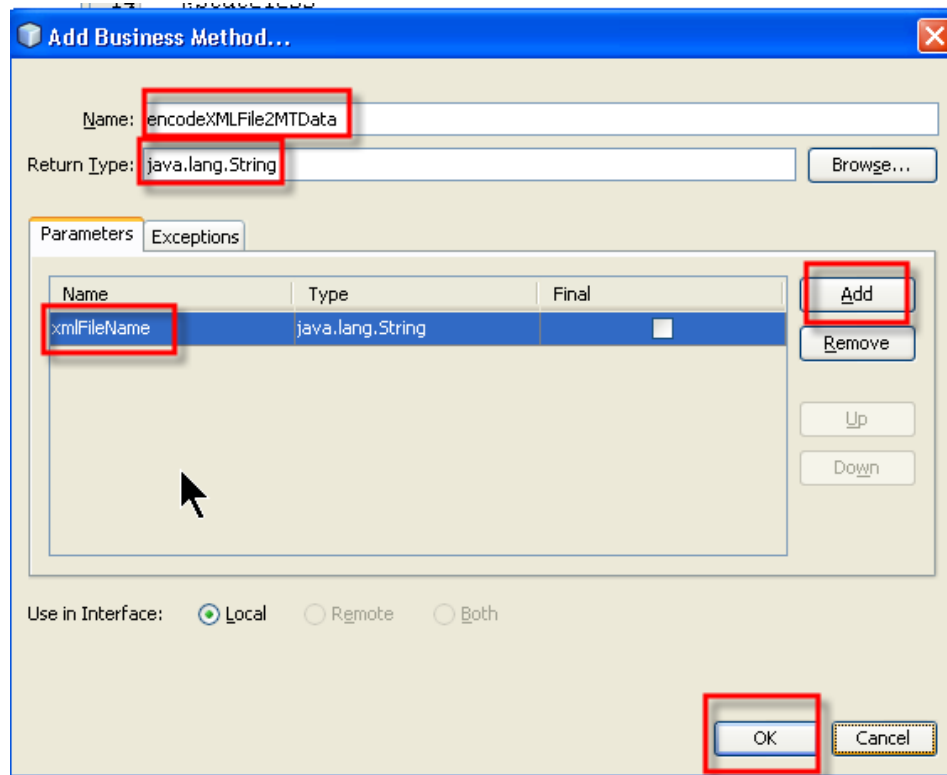 Add Business Method...
Name: encodeXMLFile2MTData
Return Type: java.lang.String Browse...
Parameters Exceptions
Name Type Final Add
xmlFileName java.lang.String
Remove
Up
Down
Use in Interface: Local Remote Both
OK Cancel